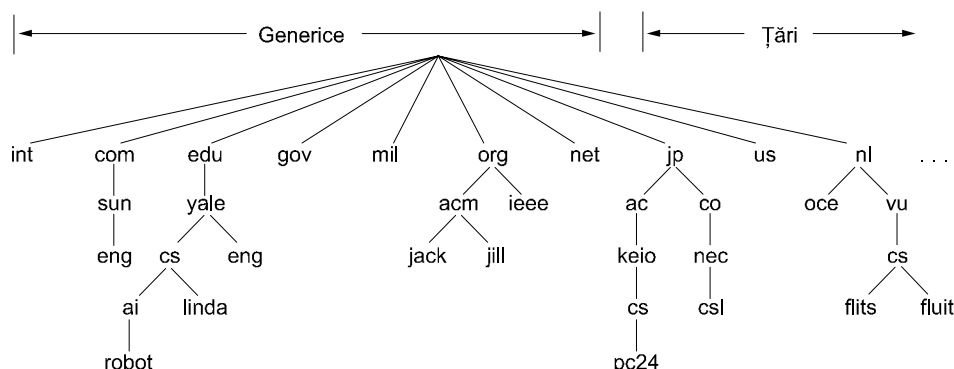 Generice Țări
int com edu gov mil org net jp us nl . . .
sun yale acm ieee ac co oce vu
eng cs eng jack jill keio nec cs
ai linda cs csl flits fluit
robot pc24